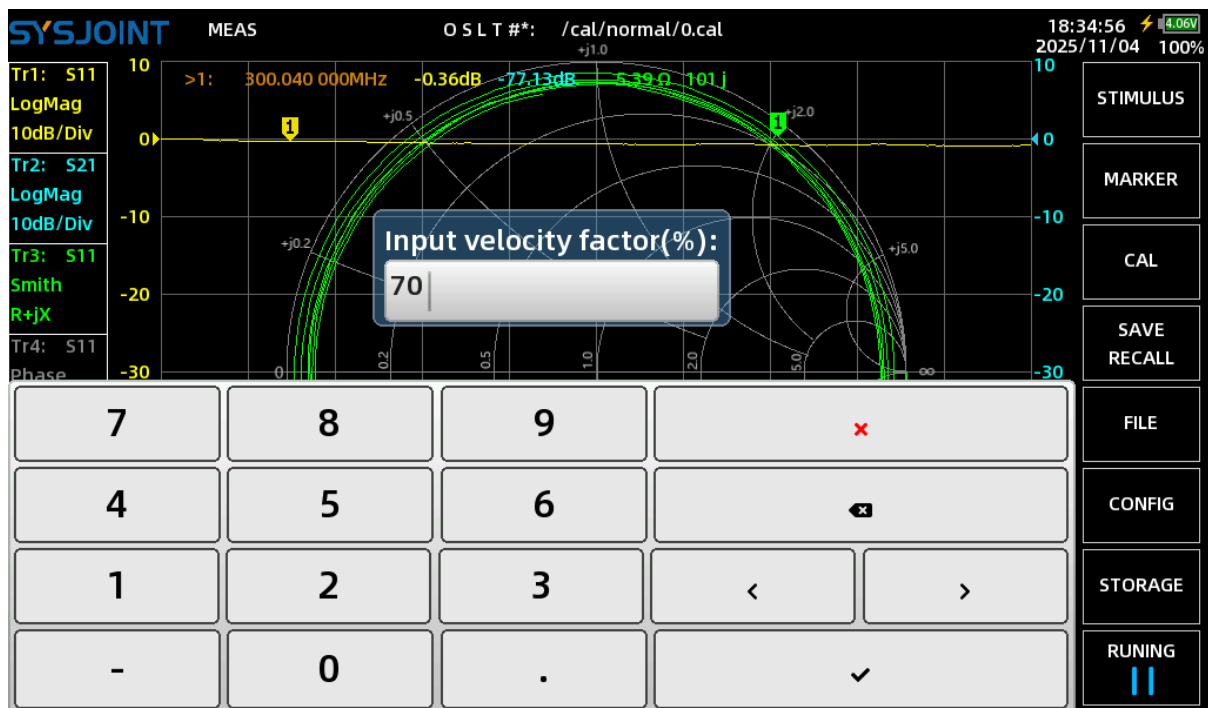 SYSJOINT MEAS O S L T #*: /cal/normal/0.cal 18:34:56 4.06V
2025/11/04 100%
+j1.0
Tr1: S11
LogMag
10dB/Div
Tr2: S21
LogMag
10dB/Div
Tr3: S11
Smith
R+jX
Tr4: S11
Phase
10
0
-10
-20
-30
>1: 300.040 000MHz -0.36dB -77.13dB 5.39 Ω 101 j
1
1
+j0.5
+j2.0
+j0.2
+j5.0
Input velocity factor(%):
70
0
0.2
0.5
1.0
2.0
5.0
∞
10
0
-10
-20
-30
STIMULUS
MARKER
CAL
SAVE
RECALL
FILE
CONFIG
STORAGE
RUNING
7 8 9 ×
4 5 6
1 2 3 < >
- 0 . ✓